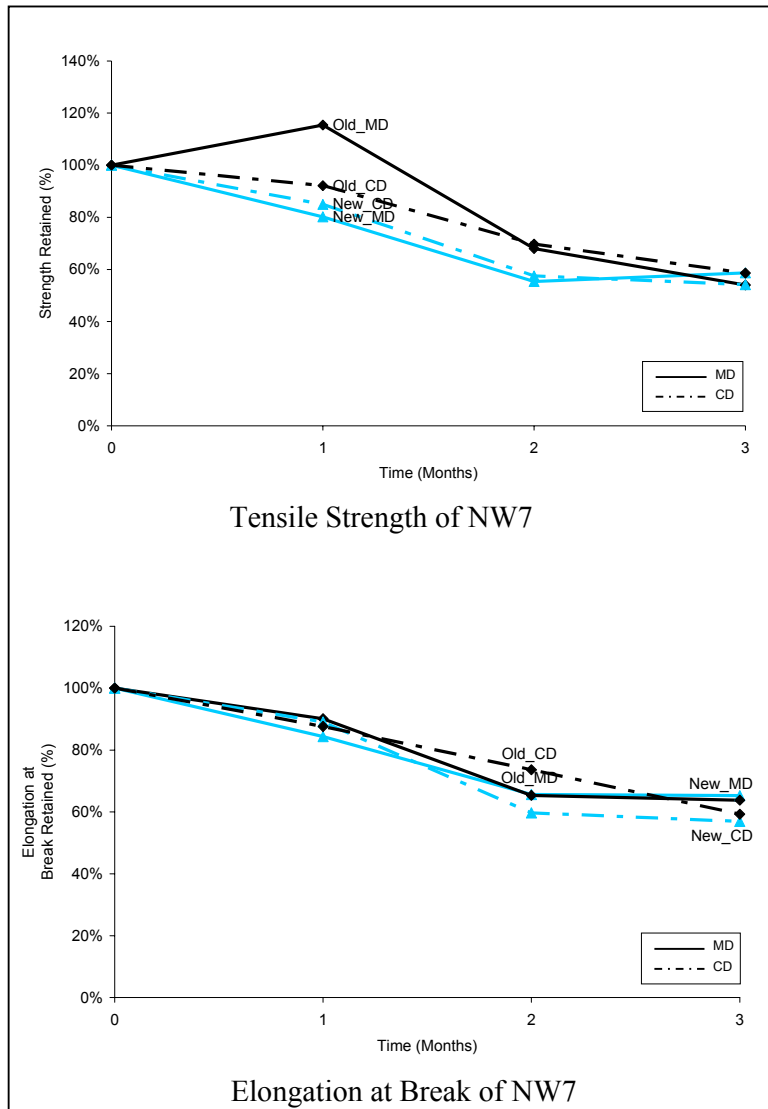 140%
120%
100%
80%
60%
40%
20%
0%
Strength Retained (%)
Old_MD
Old_CD
New_CD
New_MD
MD
CD
0 1 2 3
Time (Months)
Tensile Strength of NW7
120%
100%
80%
60%
40%
20%
0%
Elongation at
Break Retained (%)
Old_CD
Old_MD
New_MD
New_CD
MD
CD
0 1 2 3
Time (Months)
Elongation at Break of NW7